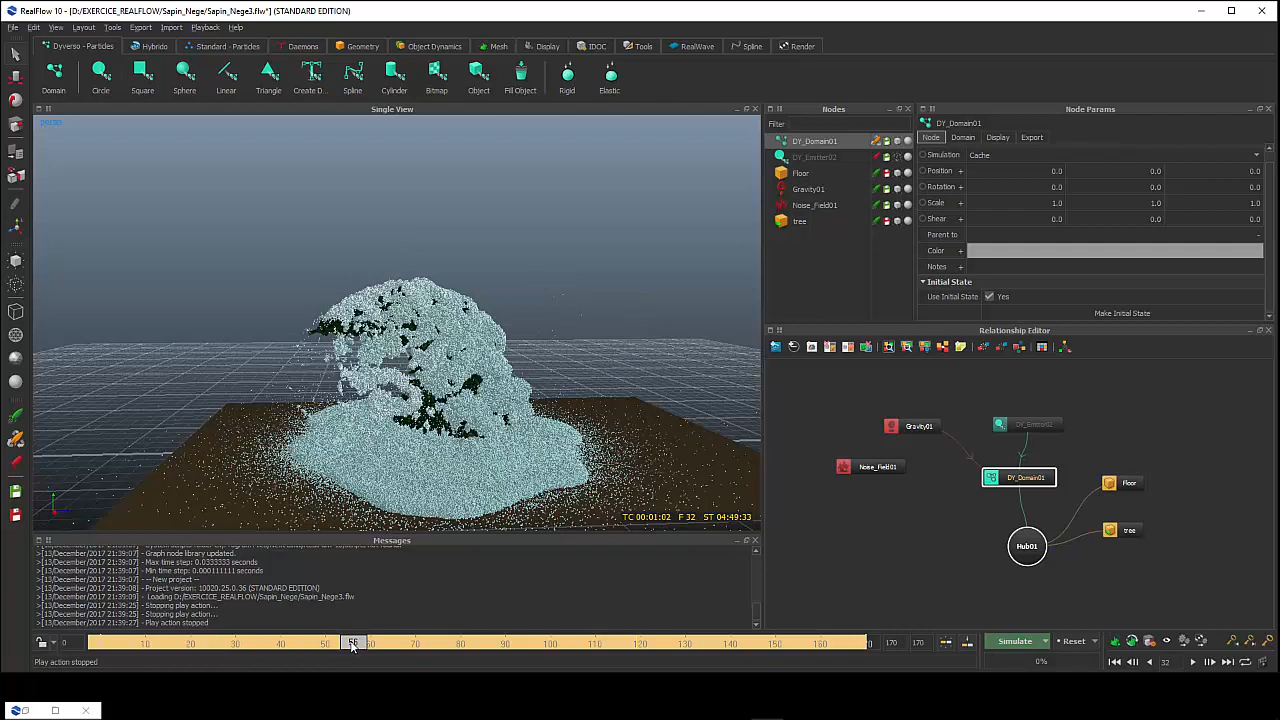 RealFlow 10 - [D:/EXERCICE_REALFLOW/Sapin_Nege/Sapin_Nege3.flw*] (STANDARD EDITION)
File Edit View Layout Tools Export Import Playback Help
Dyverso - Particles Hybrido Standard - Particles Daemons Geometry Object Dynamics Mesh Display IDOC Tools RealWave Spline Render
Domain Circle Square Sphere Linear Triangle Create D... Spline Cylinder Bitmap Object Fill Object Rigid Elastic
Single View
persp
TC 00:01:02 F 32 ST 04:49:33
Nodes
Filter
DY_Domain01
DY_Emitter02
Floor
Gravity01
Noise_Field01
tree
Node Params
DY_Domain01
Node Domain Display Export
Simulation Cache
Position + 0.0 0.0 0.0
Rotation + 0.0 0.0 0.0
Scale + 1.0 1.0 1.0
Shear + 0.0 0.0 0.0
Parent to -
Color +
Notes +
Initial State
Use Initial State Yes
Make Initial State
Relationship Editor
Gravity01
DY_Emitter02
Noise_Field01
DY_Domain01
Floor
tree
Hub01
Messages
>[13/December/2017 21:39:07] - Graph node library updated.
>[13/December/2017 21:39:07] - Max time step: 0.0333333 seconds
>[13/December/2017 21:39:07] - Min time step: 0.000111111 seconds
>[13/December/2017 21:39:07] - -- New project --
>[13/December/2017 21:39:08] - Project version: 10020.25.0.36 (STANDARD EDITION)
>[13/December/2017 21:39:09] - Loading D:/EXERCICE_REALFLOW/Sapin_Nege/Sapin_Nege3.flw
>[13/December/2017 21:39:25] - Stopping play action...
>[13/December/2017 21:39:25] - Stopping play action...
>[13/December/2017 21:39:27] - Play action stopped
0 10 20 30 40 50 56 60 70 80 90 100 110 120 130 140 150 160 170 170
Simulate Reset
Play action stopped
0%
32